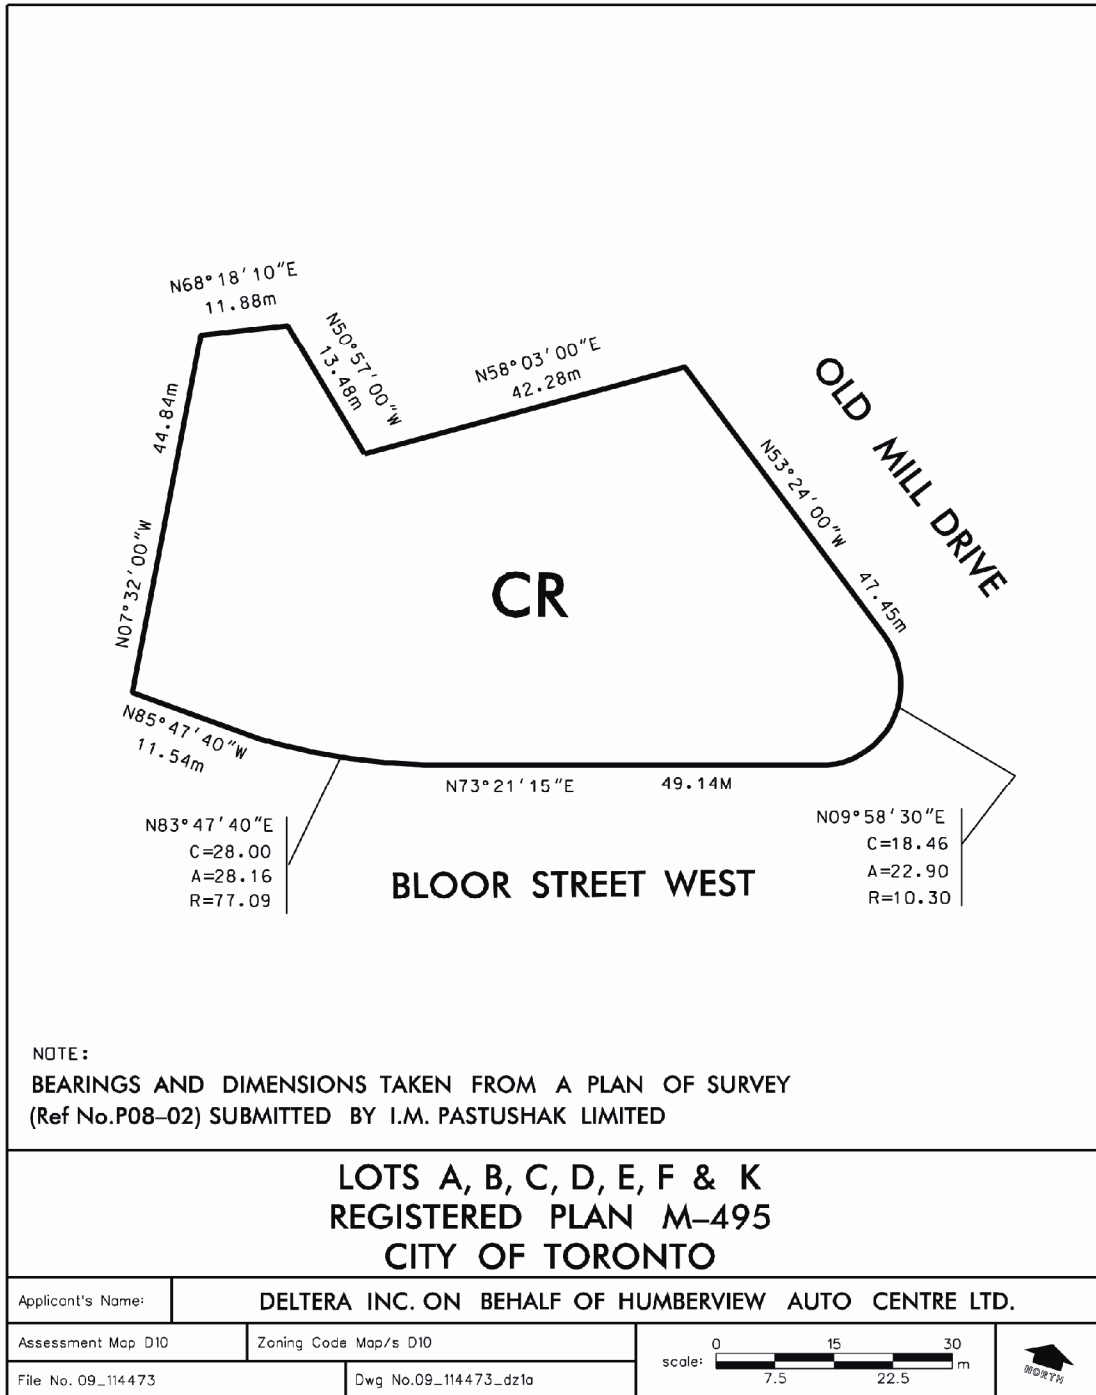 N68°18'10"E
11.88m
N50°57'00"W
13.48m
N58°03'00"E
42.28m
OLD MILL DRIVE
44.84m
N07°32'00"W
N53°24'00"W
47.45m
CR
N85°47'40"W
11.54m
N73°21'15"E 49.14M
N83°47'40"E
C=28.00
A=28.16
R=77.09
N09°58'30"E
C=18.46
A=22.90
R=10.30
BLOOR STREET WEST
NOTE:
BEARINGS AND DIMENSIONS TAKEN FROM A PLAN OF SURVEY
(Ref No.P08–02) SUBMITTED BY I.M. PASTUSHAK LIMITED
LOTS A, B, C, D, E, F & K
REGISTERED PLAN M–495
CITY OF TORONTO
Applicant's Name: DELTERA INC. ON BEHALF OF HUMBERVIEW AUTO CENTRE LTD.
Assessment Map D10 Zoning Code Map/s D10
File No. 09_114473 Dwg No.09_114473_dz1a
scale: 0 15 30 m
7.5 22.5
NORTH